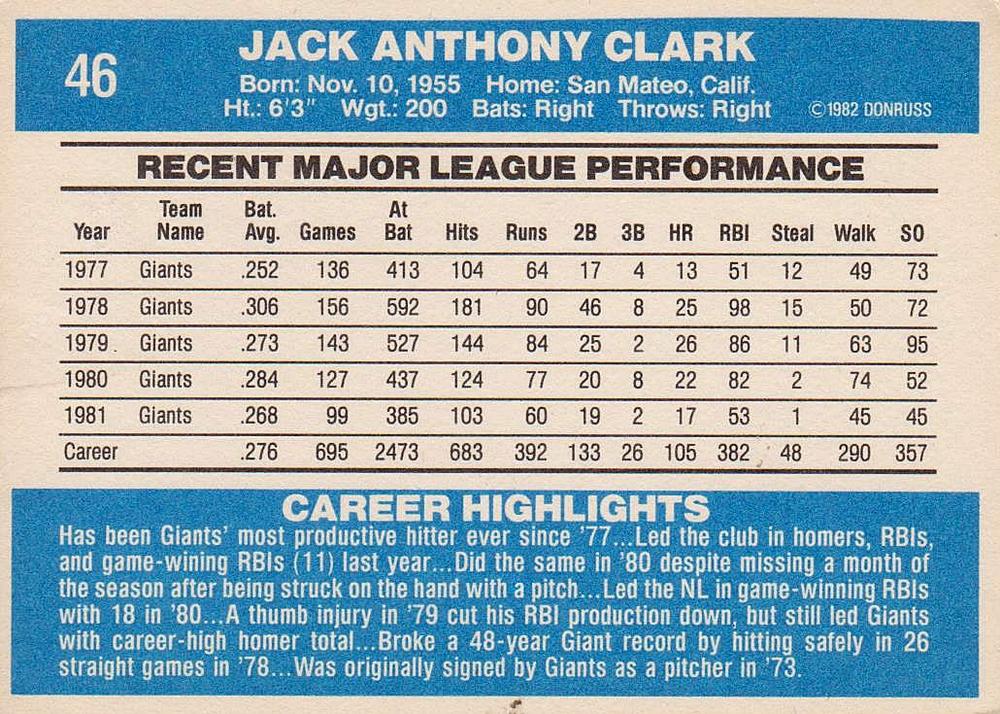 46
JACK ANTHONY CLARK
Born: Nov. 10, 1955 Home: San Mateo, Calif.
Ht.: 6'3" Wgt.: 200 Bats: Right Throws: Right ©1982 DONRUSS
RECENT MAJOR LEAGUE PERFORMANCE
Year Team Name Bat. Avg. Games At Bat Hits Runs 2B 3B HR RBI Steal Walk SO
1977 Giants .252 136 413 104 64 17 4 13 51 12 49 73
1978 Giants .306 156 592 181 90 46 8 25 98 15 50 72
1979 Giants .273 143 527 144 84 25 2 26 86 11 63 95
1980 Giants .284 127 437 124 77 20 8 22 82 2 74 52
1981 Giants .268 99 385 103 60 19 2 17 53 1 45 45
Career .276 695 2473 683 392 133 26 105 382 48 290 357
CAREER HIGHLIGHTS
Has been Giants' most productive hitter ever since '77...Led the club in homers, RBIs,
and game-wining RBIs (11) last year...Did the same in '80 despite missing a month of
the season after being struck on the hand with a pitch...Led the NL in game-winning RBIs
with 18 in '80...A thumb injury in '79 cut his RBI production down, but still led Giants
with career-high homer total...Broke a 48-year Giant record by hitting safely in 26
straight games in '78...Was originally signed by Giants as a pitcher in '73.